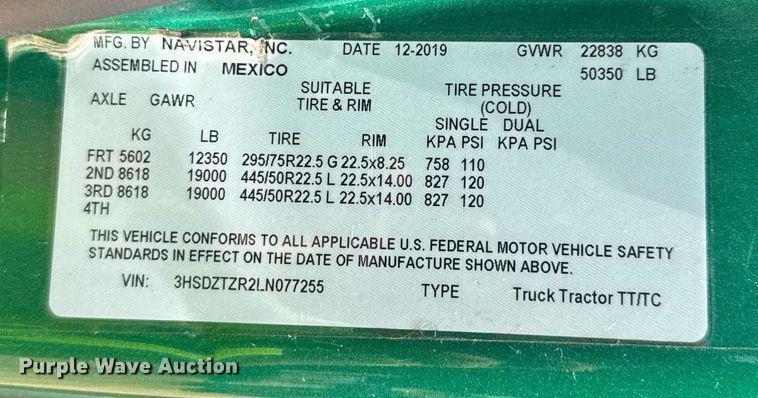 MFG. BY NAVISTAR, INC. DATE 12-2019 GVWR 22838 KG
ASSEMBLED IN MEXICO 50350 LB
SUITABLE TIRE PRESSURE
AXLE GAWR TIRE & RIM (COLD)
SINGLE DUAL
KG LB TIRE RIM KPA PSI KPA PSI
FRT 5602 12350 295/75R22.5 G 22.5x8.25 758 110
2ND 8618 19000 445/50R22.5 L 22.5x14.00 827 120
3RD 8618 19000 445/50R22.5 L 22.5x14.00 827 120
4TH
THIS VEHICLE CONFORMS TO ALL APPLICABLE U.S. FEDERAL MOTOR VEHICLE SAFETY
STANDARDS IN EFFECT ON THE DATE OF MANUFACTURE SHOWN ABOVE.
VIN: 3HSDZTZR2LN077255 TYPE Truck Tractor TT/TC
Purple Wave Auction